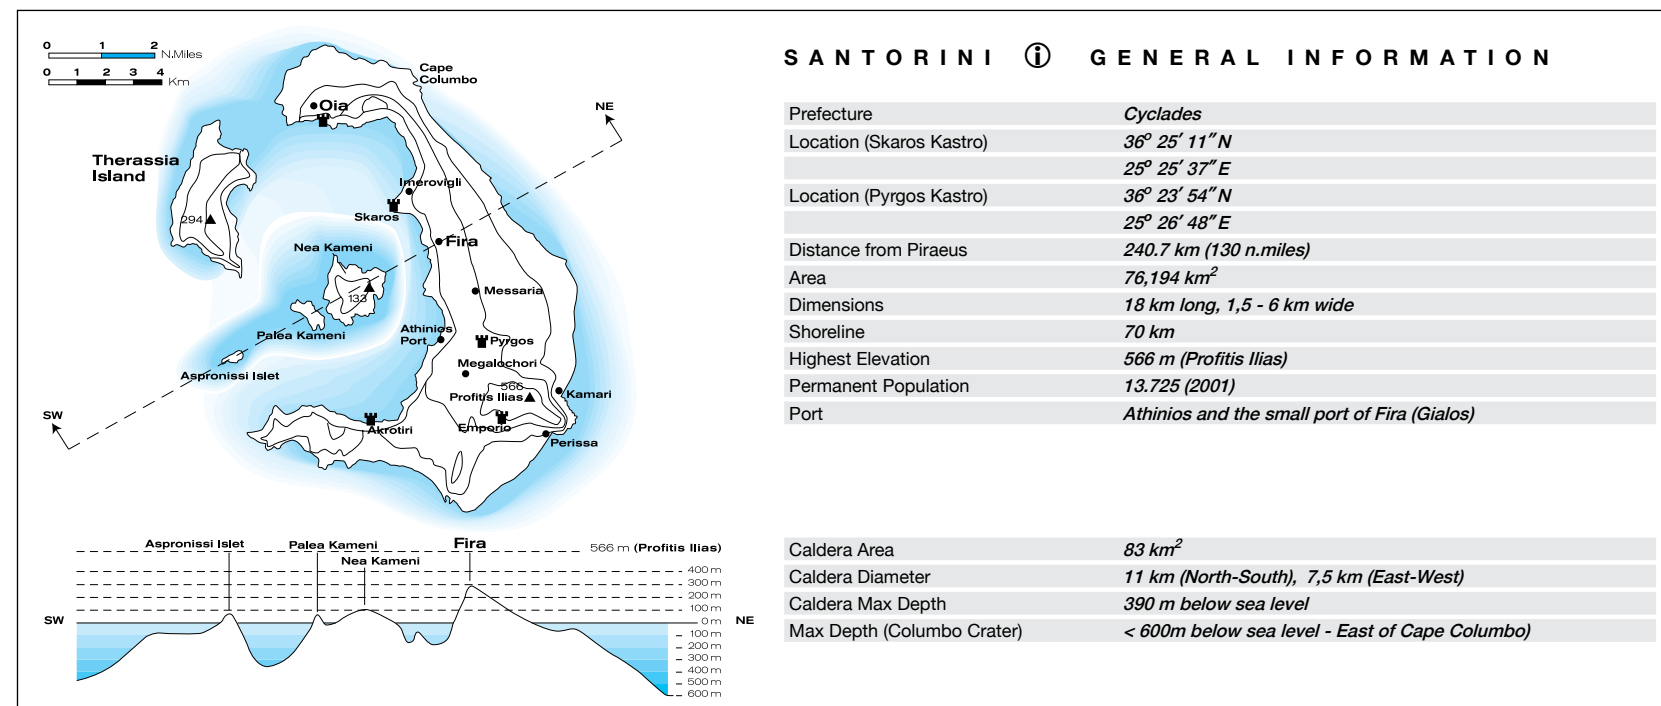 0 1 2 N.Miles
0 1 2 3 4 Km
Cape
Columbo
Oia
NE
Therassia
Island
Imerovigli
294
Skaros
Fira
Nea Kameni
133
Messaria
Palea Kameni
Athinios
Port
Pyrgos
Megalochori
Aspronissi Islet
566
Profitis Ilias
Kamari
SW
Akrotiri
Emporio
Perissa
Aspronissi Islet
Palea Kameni
Fira
566 m (Profitis Ilias)
Nea Kameni
400 m
300 m
200 m
100 m
SW
0 m
NE
100 m
200 m
300 m
400 m
500 m
600 m
SANTORINI i GENERAL INFORMATION
Prefecture Cyclades
Location (Skaros Kastro) 36º 25′ 11″ N
25º 25′ 37″ E
Location (Pyrgos Kastro) 36º 23′ 54″ N
25º 26′ 48″ E
Distance from Piraeus 240.7 km (130 n.miles)
Area 76,194 km²
Dimensions 18 km long, 1,5 - 6 km wide
Shoreline 70 km
Highest Elevation 566 m (Profitis Ilias)
Permanent Population 13.725 (2001)
Port Athinios and the small port of Fira (Gialos)
Caldera Area 83 km²
Caldera Diameter 11 km (North-South), 7,5 km (East-West)
Caldera Max Depth 390 m below sea level
Max Depth (Columbo Crater) < 600m below sea level - East of Cape Columbo)